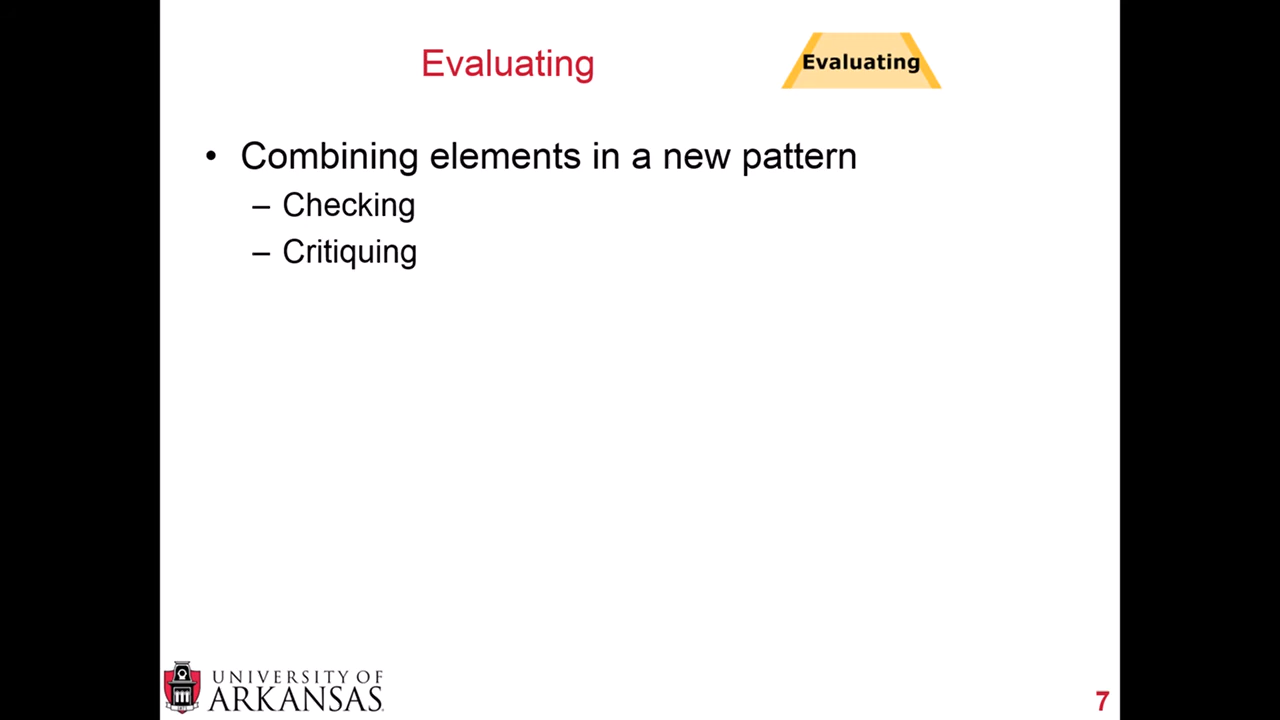 Evaluating
Evaluating
• Combining elements in a new pattern
– Checking
– Critiquing
UNIVERSITY OF
ARKANSAS
7